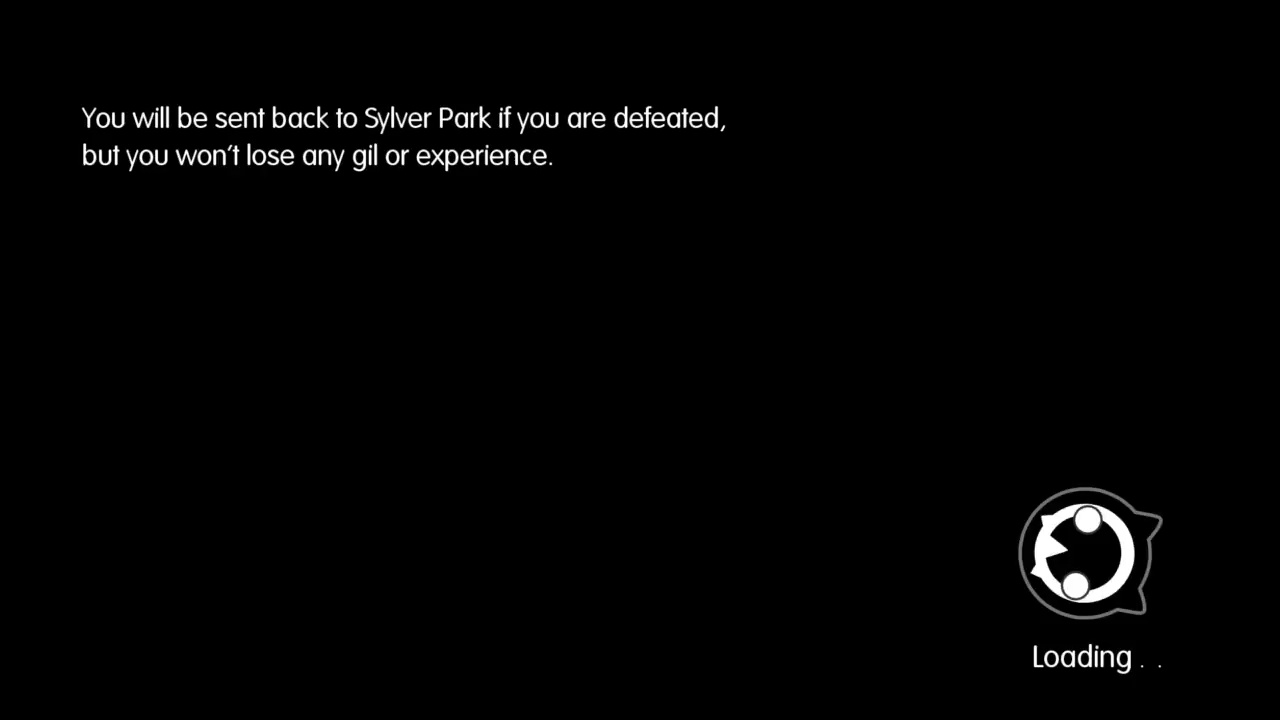 You will be sent back to Sylver Park if you are defeated,
but you won't lose any gil or experience.
Loading . .